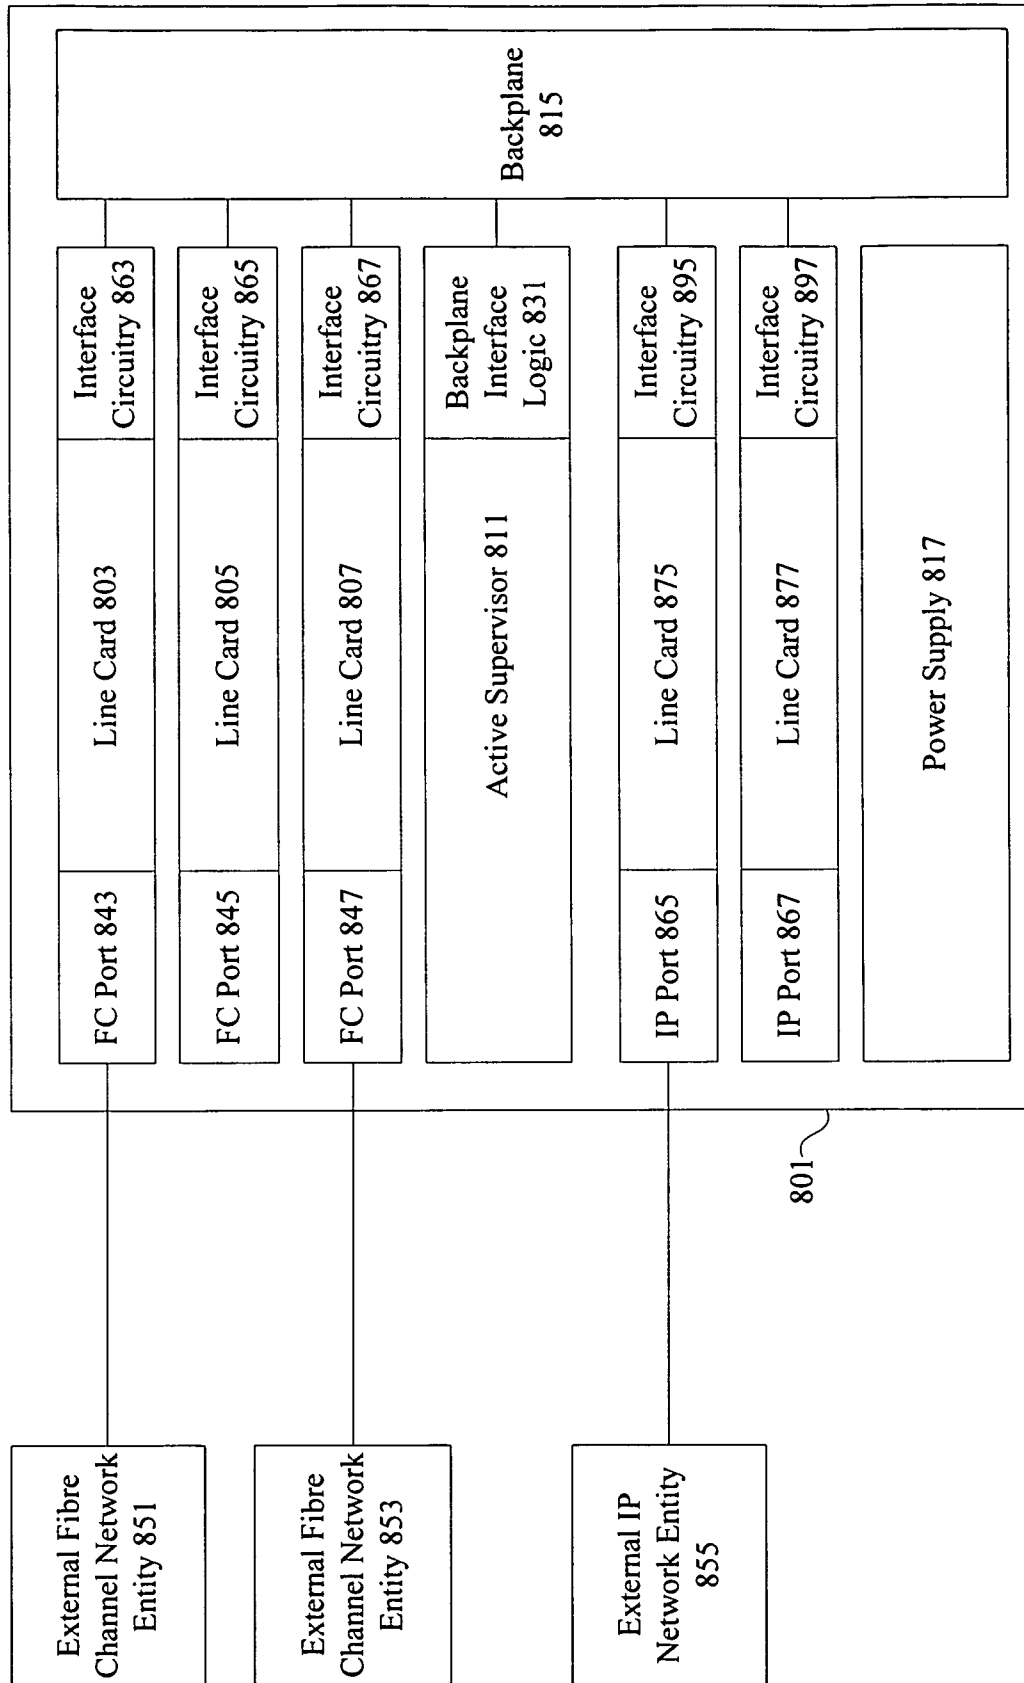 External Fibre
Channel Network
Entity 851
External Fibre
Channel Network
Entity 853
External IP
Network Entity
855
801
FC Port 843
Line Card 803
Interface
Circuitry 863
FC Port 845
Line Card 805
Interface
Circuitry 865
FC Port 847
Line Card 807
Interface
Circuitry 867
Active Supervisor 811
Backplane
Interface
Logic 831
IP Port 865
Line Card 875
Interface
Circuitry 895
IP Port 867
Line Card 877
Interface
Circuitry 897
Power Supply 817
Backplane
815